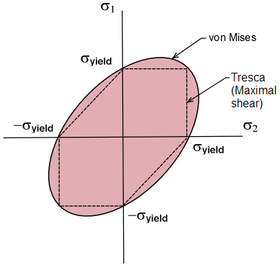 σ1
von Mises
σyield
Tresca
(Maximal
shear)
−σyield
σ2
σyield
−σyield